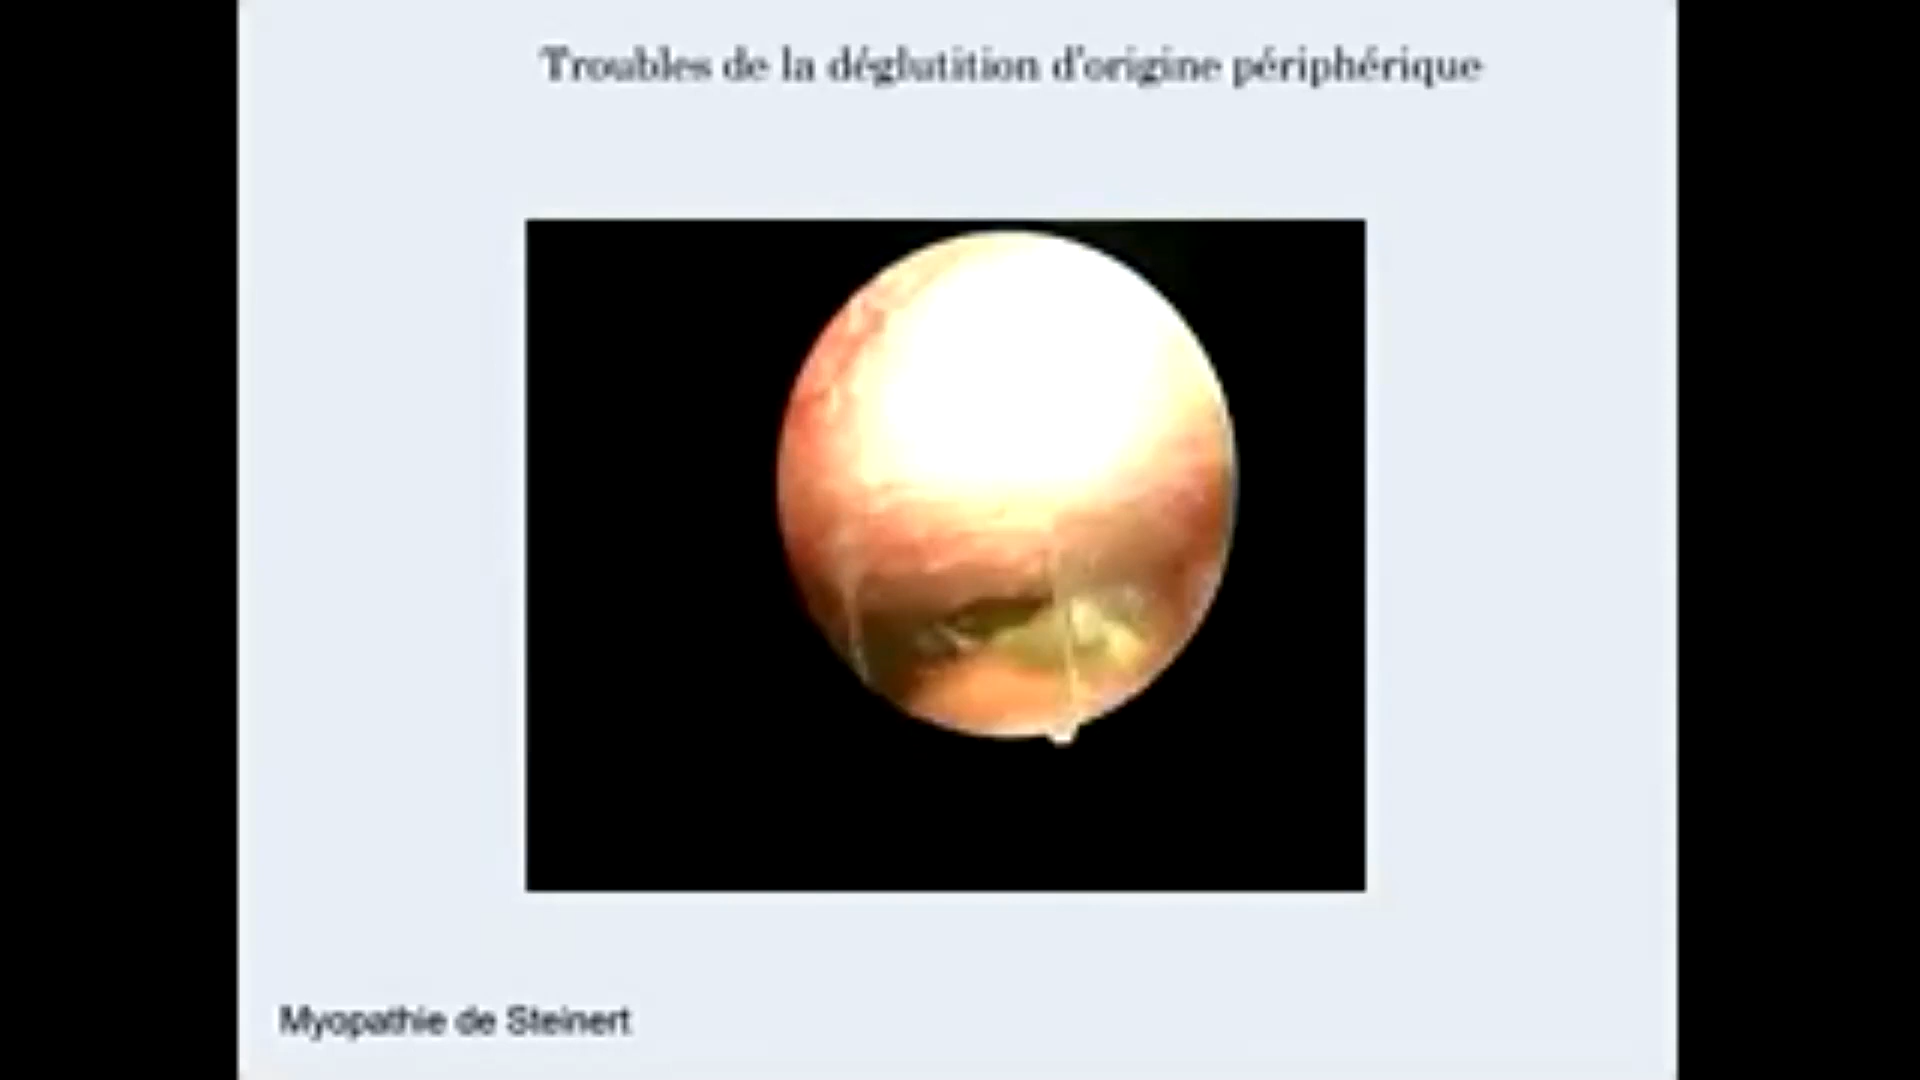 Troubles de la déglutition d'origine périphérique
Myopathie de Steinert